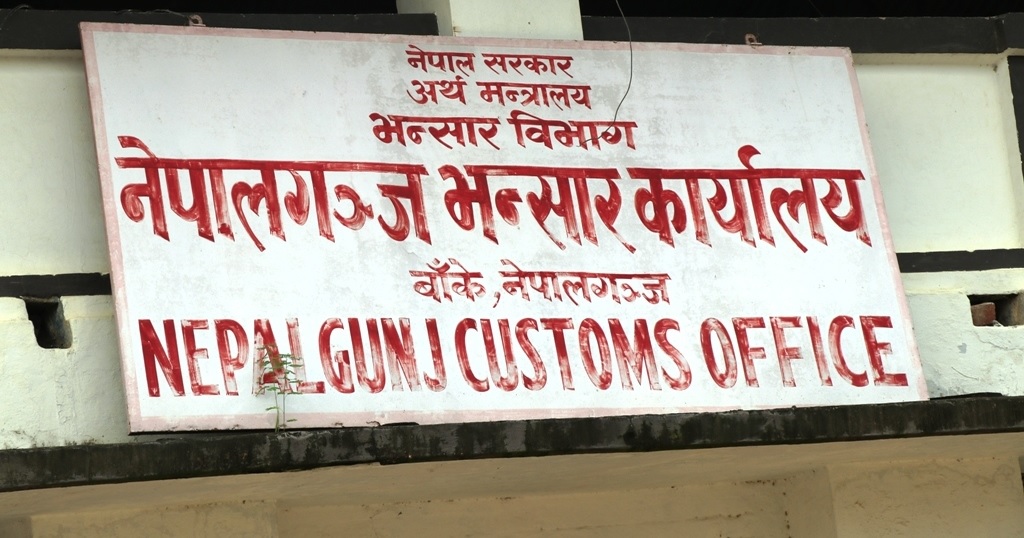 नेपाल सरकार
अर्थ मन्त्रालय
भन्सार विभाग
नेपालगञ्ज भन्सार कार्यालय
बाँके, नेपालगञ्ज
NEPALGUNJ CUSTOMS OFFICE